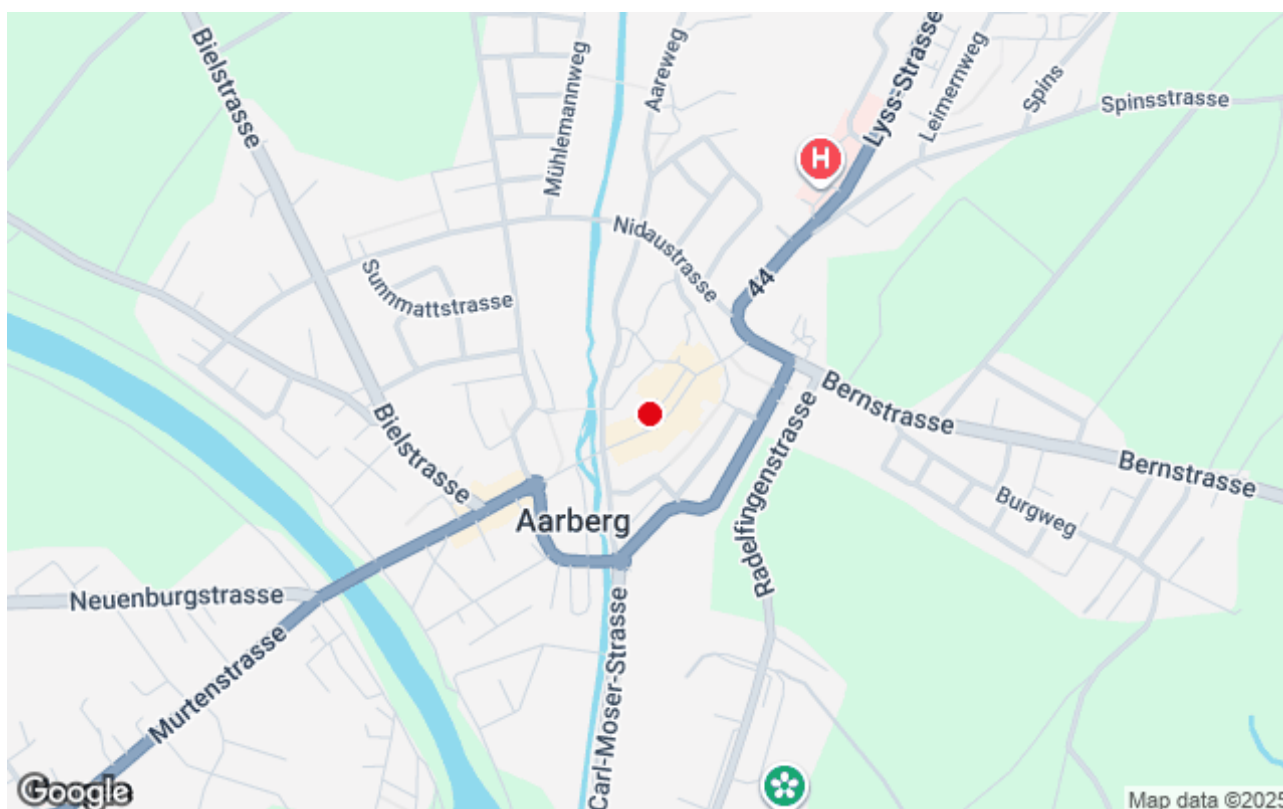 Bielstrasse
Mühlemannweg
Aareweg
Lyss-Strasse
Leimernweg
Spins
Spinsstrasse
H
Nidaustrasse
Sunnmattstrasse
44
Bielstrasse
Bernstrasse
Bernstrasse
Radelfingenstrasse
Burgweg
Aarberg
Neuenburgstrasse
Murtenstrasse
Carl-Moser-Strasse
Google
Map data ©2025